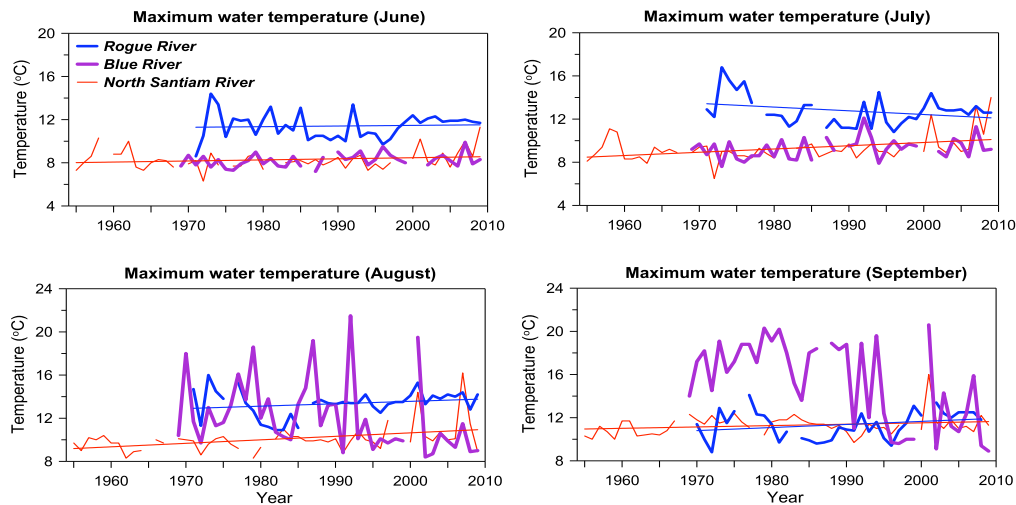 Maximum water temperature (June)
20
16
12
8
4
Temperature (°C)
Rogue River
Blue River
North Santiam River
1960 1970 1980 1990 2000 2010
Maximum water temperature (July)
20
16
12
8
4
Temperature (°C)
1960 1970 1980 1990 2000 2010
Maximum water temperature (August)
24
20
16
12
8
Temperature (°C)
1960 1970 1980 1990 2000 2010
Year
Maximum water temperature (September)
24
20
16
12
8
Temperature (°C)
1960 1970 1980 1990 2000 2010
Year